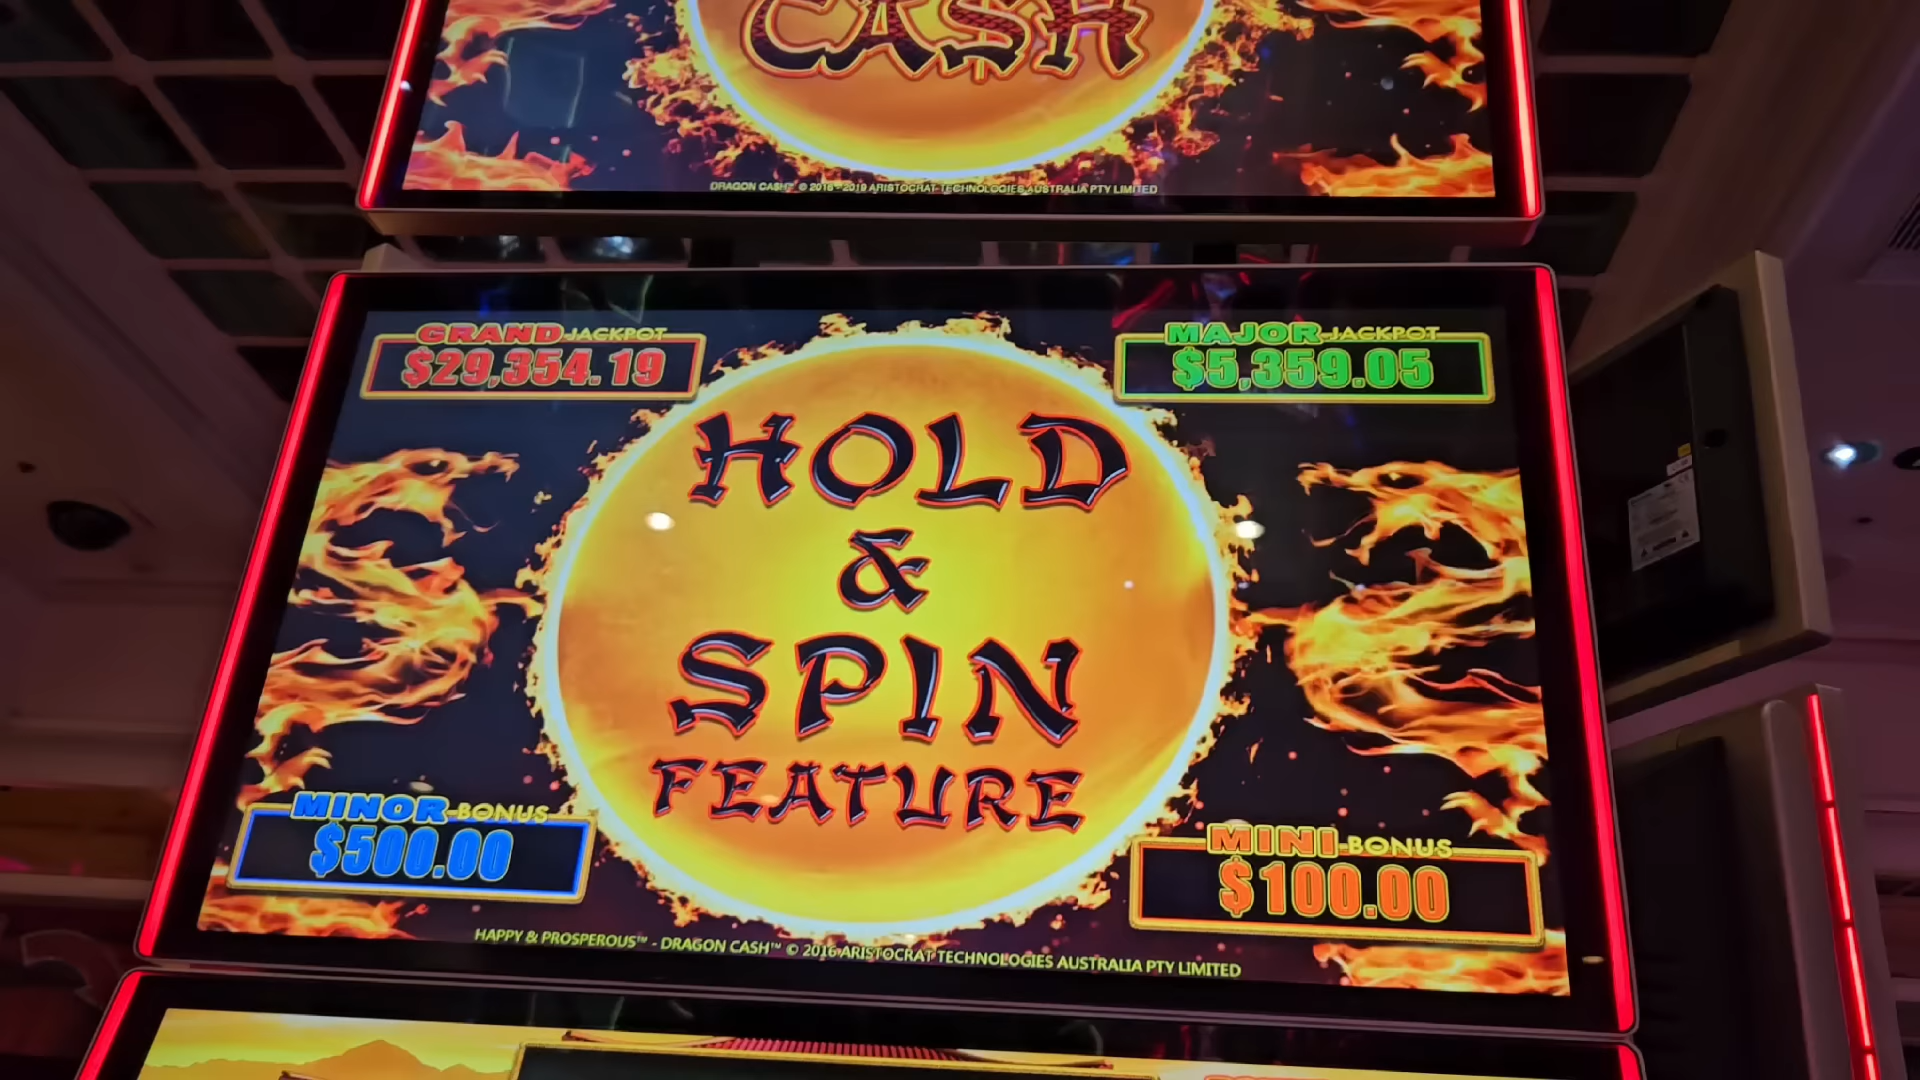 CA$H
DRAGON CASH™ © 2016 - 2019 ARISTOCRAT TECHNOLOGIES AUSTRALIA PTY LIMITED
GRAND JACKPOT
$29,354.19
MAJOR JACKPOT
$5,359.05
HOLD
&
SPIN
FEATURE
MINOR BONUS
$500.00
MINI BONUS
$100.00
HAPPY & PROSPEROUS™ - DRAGON CASH™ © 2016 ARISTOCRAT TECHNOLOGIES AUSTRALIA PTY LIMITED